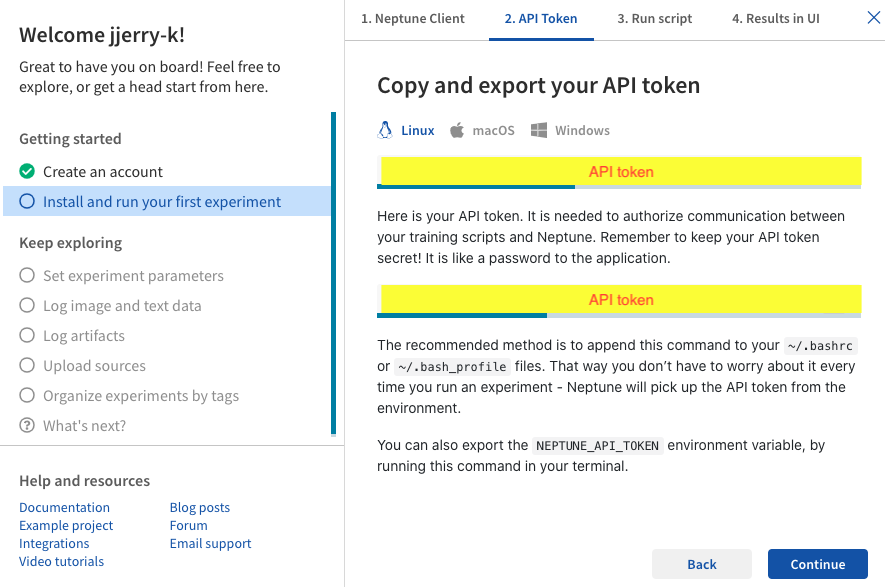 Welcome jjerry-k!
Great to have you on board! Feel free to
explore, or get a head start from here.
Getting started
Create an account
Install and run your first experiment
Keep exploring
Set experiment parameters
Log image and text data
Log artifacts
Upload sources
Organize experiments by tags
What's next?
Help and resources
Documentation
Example project
Integrations
Video tutorials
Blog posts
Forum
Email support
1. Neptune Client
2. API Token
3. Run script
4. Results in UI
Copy and export your API token
Linux
macOS
Windows
API token
Here is your API token. It is needed to authorize communication between
your training scripts and Neptune. Remember to keep your API token
secret! It is like a password to the application.
API token
The recommended method is to append this command to your ~/.bashrc
or ~/.bash_profile files. That way you don’t have to worry about it every
time you run an experiment - Neptune will pick up the API token from the
environment.
You can also export the NEPTUNE_API_TOKEN environment variable, by
running this command in your terminal.
Back
Continue